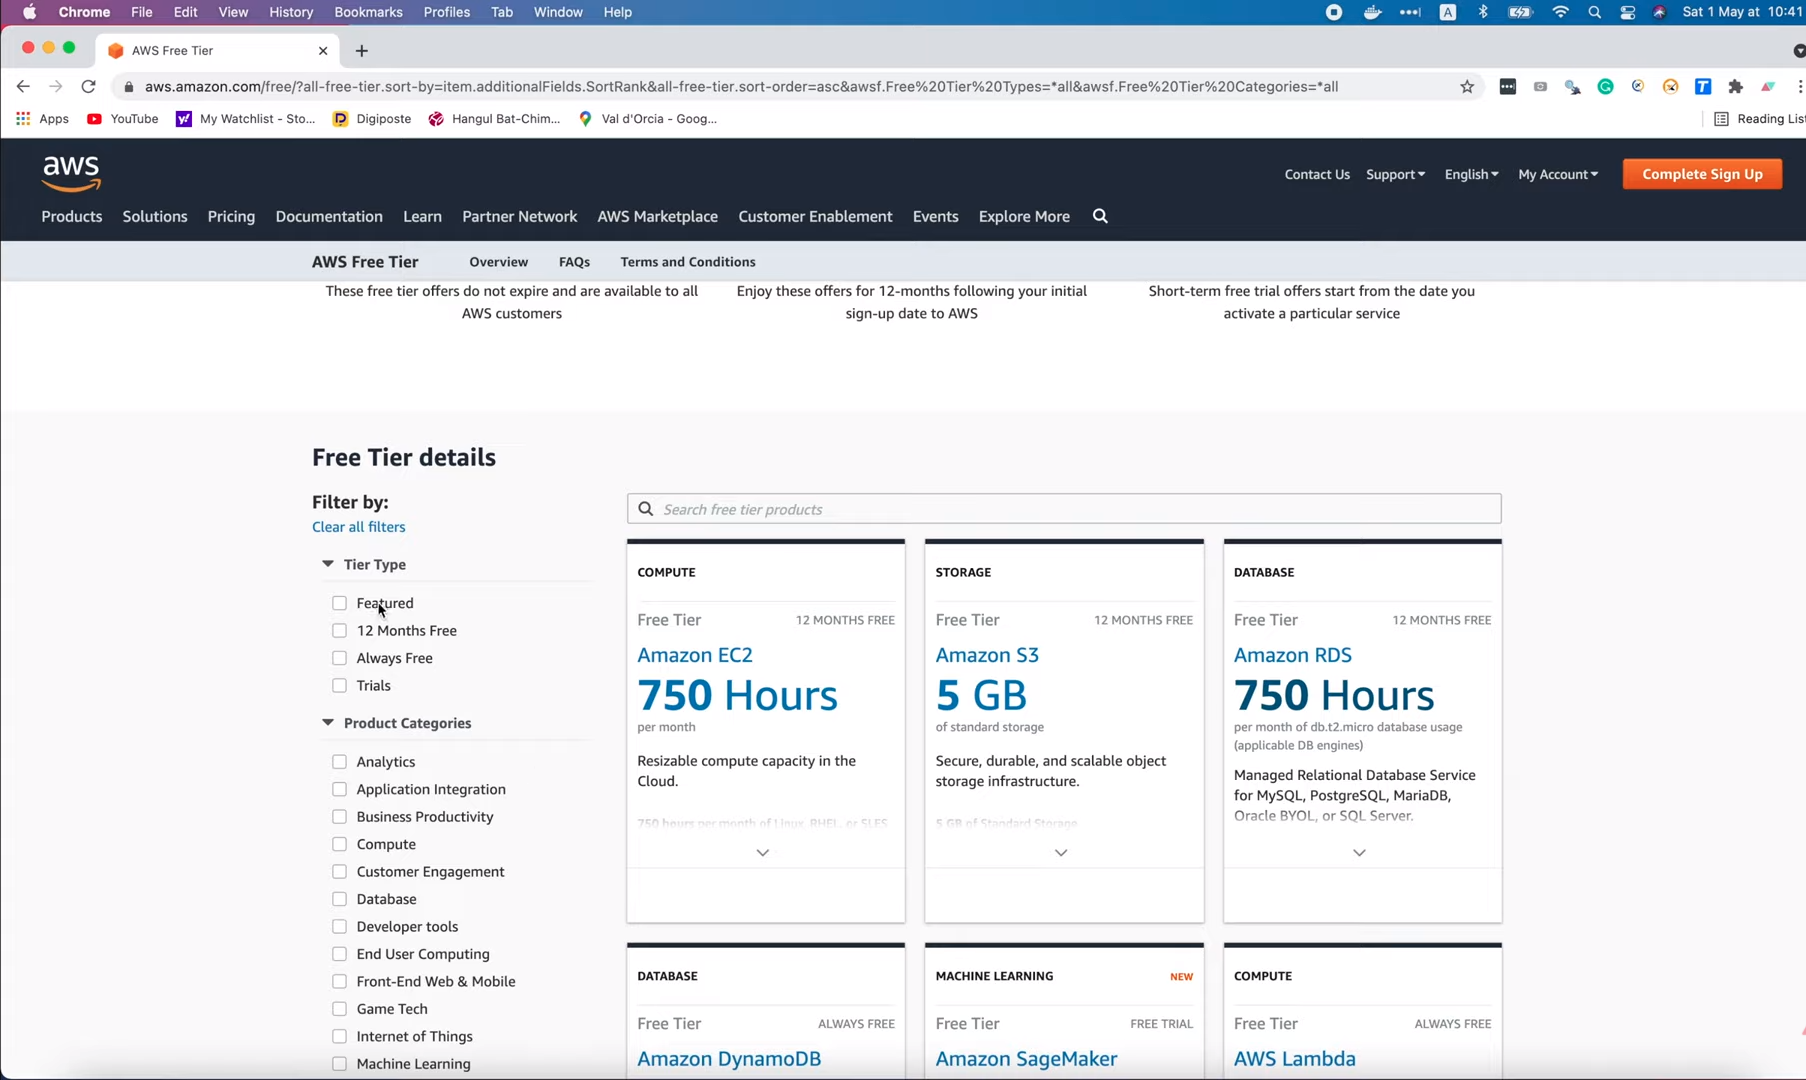 Chrome File Edit View History Bookmarks Profiles Tab Window Help
A
Sat 1 May at 10:41
AWS Free Tier
aws.amazon.com/free/?all-free-tier.sort-by=item.additionalFields.SortRank&all-free-tier.sort-order=asc&awsf.Free%20Tier%20Types=*all&awsf.Free%20Tier%20Categories=*all
Apps YouTube My Watchlist - Sto... Digiposte Hangul Bat-Chim... Val d'Orcia - Goog... Reading List
aws
Contact Us Support English My Account Complete Sign Up
Products Solutions Pricing Documentation Learn Partner Network AWS Marketplace Customer Enablement Events Explore More
AWS Free Tier Overview FAQs Terms and Conditions
These free tier offers do not expire and are available to all
AWS customers
Enjoy these offers for 12-months following your initial
sign-up date to AWS
Short-term free trial offers start from the date you
activate a particular service
Free Tier details
Filter by:
Clear all filters
Tier Type
Featured
12 Months Free
Always Free
Trials
Product Categories
Analytics
Application Integration
Business Productivity
Compute
Customer Engagement
Database
Developer tools
End User Computing
Front-End Web & Mobile
Game Tech
Internet of Things
Machine Learning
Search free tier products
COMPUTE
Free Tier 12 MONTHS FREE
Amazon EC2
750 Hours
per month
Resizable compute capacity in the
Cloud.
750 hours per month of Linux, RHEL, or SLES
STORAGE
Free Tier 12 MONTHS FREE
Amazon S3
5 GB
of standard storage
Secure, durable, and scalable object
storage infrastructure.
5 GB of Standard Storage
DATABASE
Free Tier 12 MONTHS FREE
Amazon RDS
750 Hours
per month of db.t2.micro database usage
(applicable DB engines)
Managed Relational Database Service
for MySQL, PostgreSQL, MariaDB,
Oracle BYOL, or SQL Server.
DATABASE
Free Tier ALWAYS FREE
Amazon DynamoDB
MACHINE LEARNING NEW
Free Tier FREE TRIAL
Amazon SageMaker
COMPUTE
Free Tier ALWAYS FREE
AWS Lambda